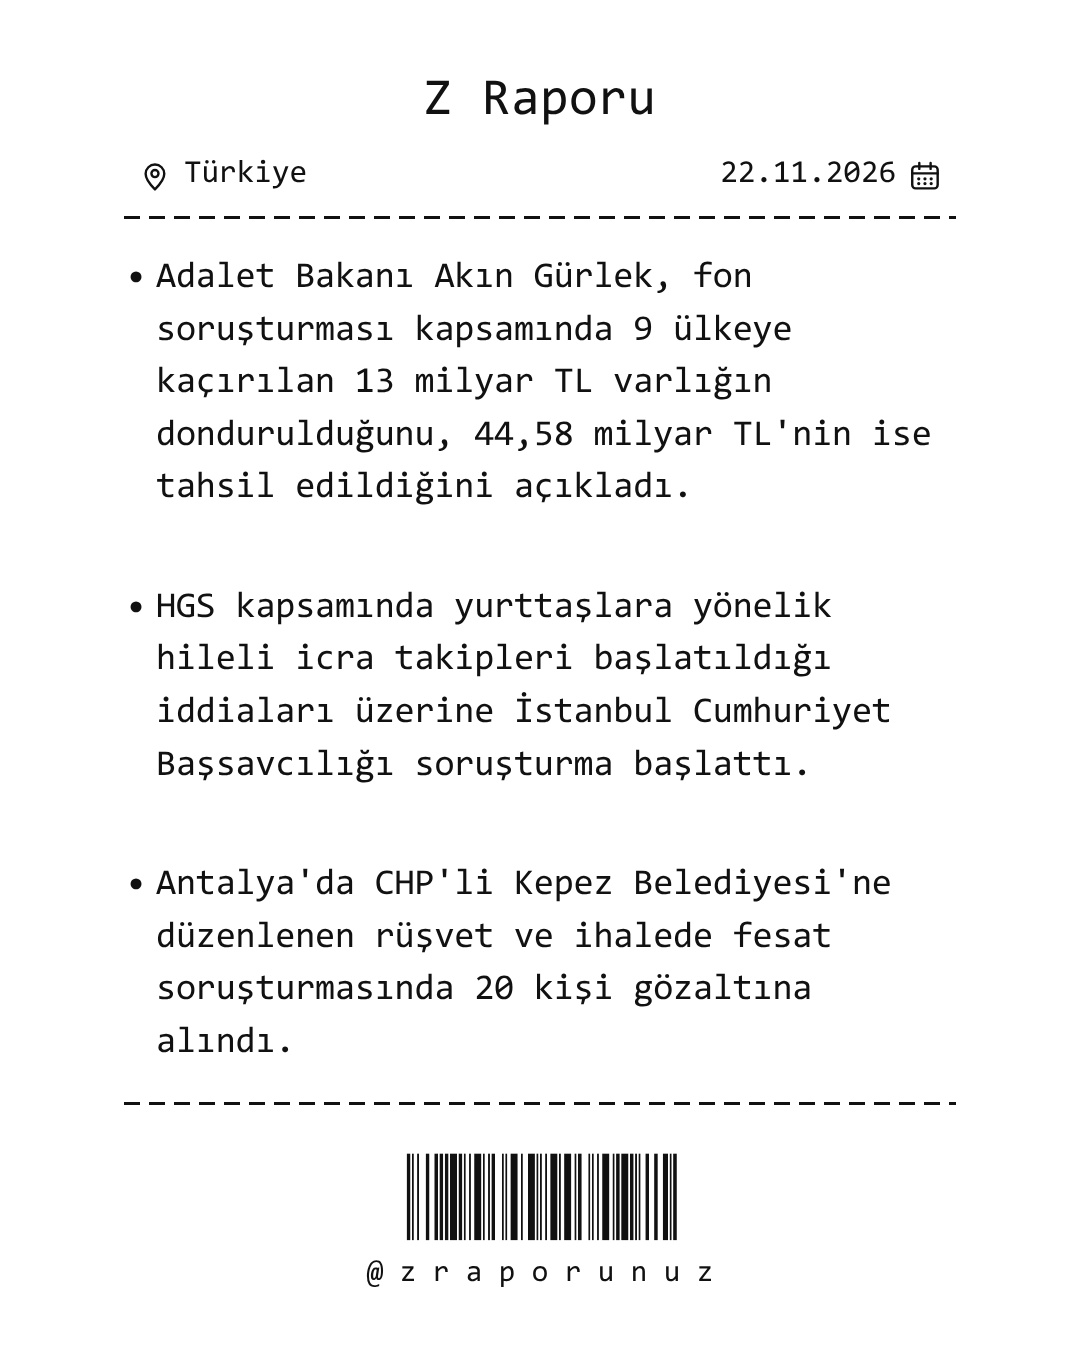 Z Raporu
Türkiye
22.11.2026
• Adalet Bakanı Akın Gürlek, fon
soruşturması kapsamında 9 ülkeye
kaçırılan 13 milyar TL varlığın
dondurulduğunu, 44,58 milyar TL'nin ise
tahsil edildiğini açıkladı.
• HGS kapsamında yurttaşlara yönelik
hileli icra takipleri başlatıldığı
iddiaları üzerine İstanbul Cumhuriyet
Başsavcılığı soruşturma başlattı.
• Antalya'da CHP'li Kepez Belediyesi'ne
düzenlenen rüşvet ve ihalede fesat
soruşturmasında 20 kişi gözaltına
alındı.
@zraporunuz